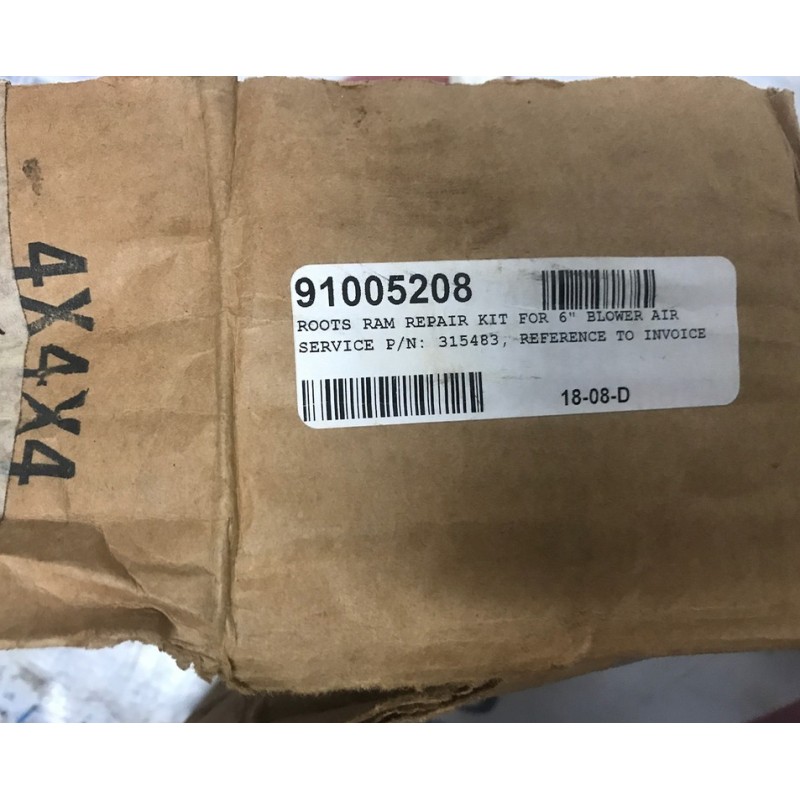 4X4X4
91005208
ROOTS RAM REPAIR KIT FOR 6" BLOWER AIR
SERVICE P/N: 315483, REFERENCE TO INVOICE
18-08-D